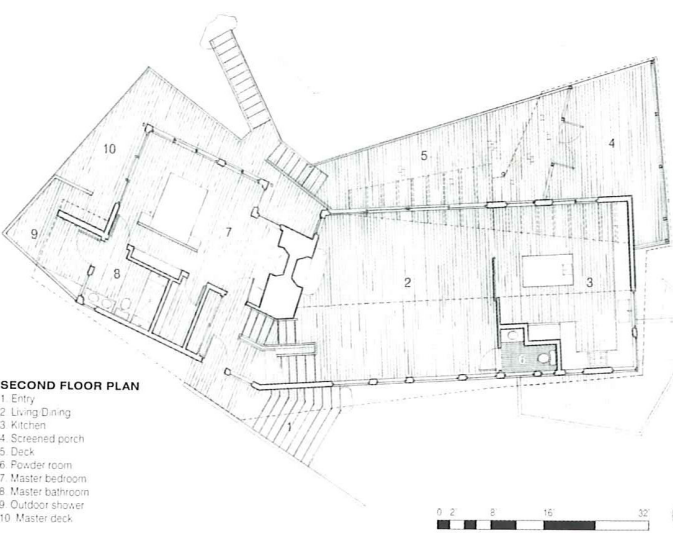 10
5
4
9
7
8
2
3
6
1
SECOND FLOOR PLAN
1. Entry
2. Living/Dining
3. Kitchen
4. Screened porch
5. Deck
6. Powder room
7. Master bedroom
8. Master bathroom
9. Outdoor shower
10. Master deck
0 2' 8' 16' 32'